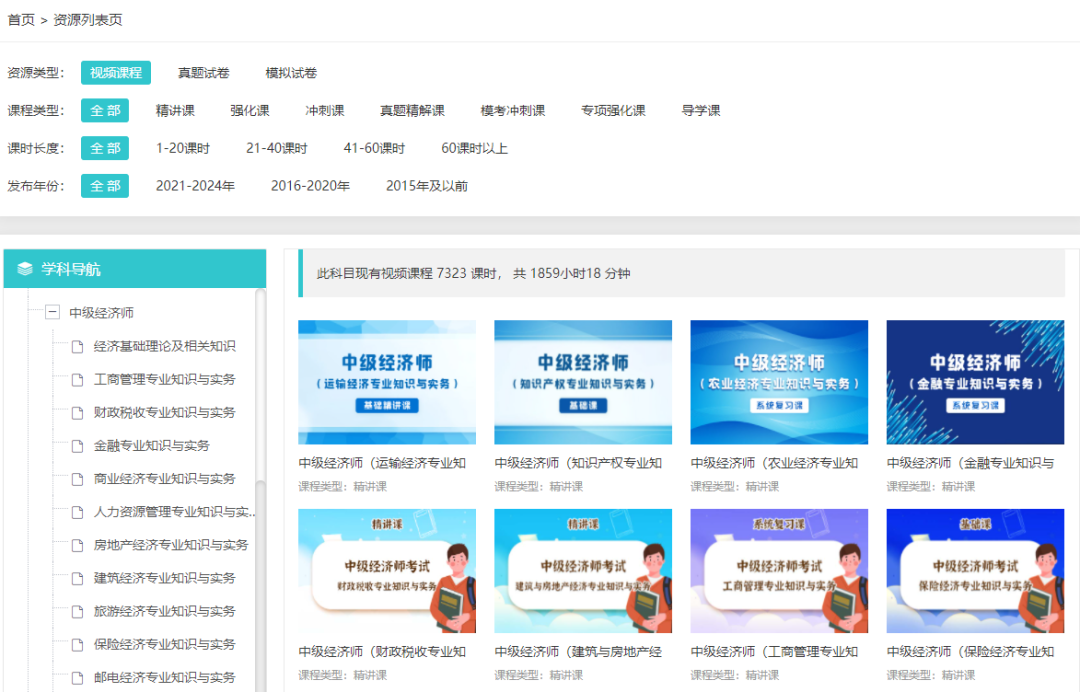 首页 > 资源列表页
资源类型： 视频课程 真题试卷 模拟试卷
课程类型： 全 部 精讲课 强化课 冲刺课 真题精解课 模考冲刺课 专项强化课 导学课
课时长度： 全 部 1-20课时 21-40课时 41-60课时 60课时以上
发布年份： 全 部 2021-2024年 2016-2020年 2015年及以前
学科导航
中级经济师
经济基础理论及相关知识
工商管理专业知识与实务
财政税收专业知识与实务
金融专业知识与实务
商业经济专业知识与实务
人力资源管理专业知识与实...
房地产经济专业知识与实务
建筑经济专业知识与实务
旅游经济专业知识与实务
保险经济专业知识与实务
邮电经济专业知识与实务
此科目现有视频课程 7323 课时， 共 1859小时18 分钟
中级经济师
（运输经济专业知识与实务）
基础精讲课
中级经济师（运输经济专业知
课程类型：精讲课
中级经济师
（知识产权专业知识与实务）
基础课
中级经济师（知识产权专业知
课程类型：精讲课
中级经济师
（农业经济专业知识与实务）
系统复习课
中级经济师（农业经济专业知
课程类型：精讲课
中级经济师
（金融专业知识与实务）
系统复习课
中级经济师（金融专业知识与
课程类型：精讲课
精讲课
中级经济师考试
财政税收专业知识与实务
中级经济师（财政税收专业知
课程类型：精讲课
精讲课
中级经济师考试
建筑与房地产经济专业知识与实务
中级经济师（建筑与房地产经
课程类型：精讲课
系统复习课
中级经济师考试
工商管理专业知识与实务
中级经济师（工商管理专业知
课程类型：精讲课
基础课
中级经济师考试
保险经济专业知识与实务
中级经济师（保险经济专业知
课程类型：精讲课